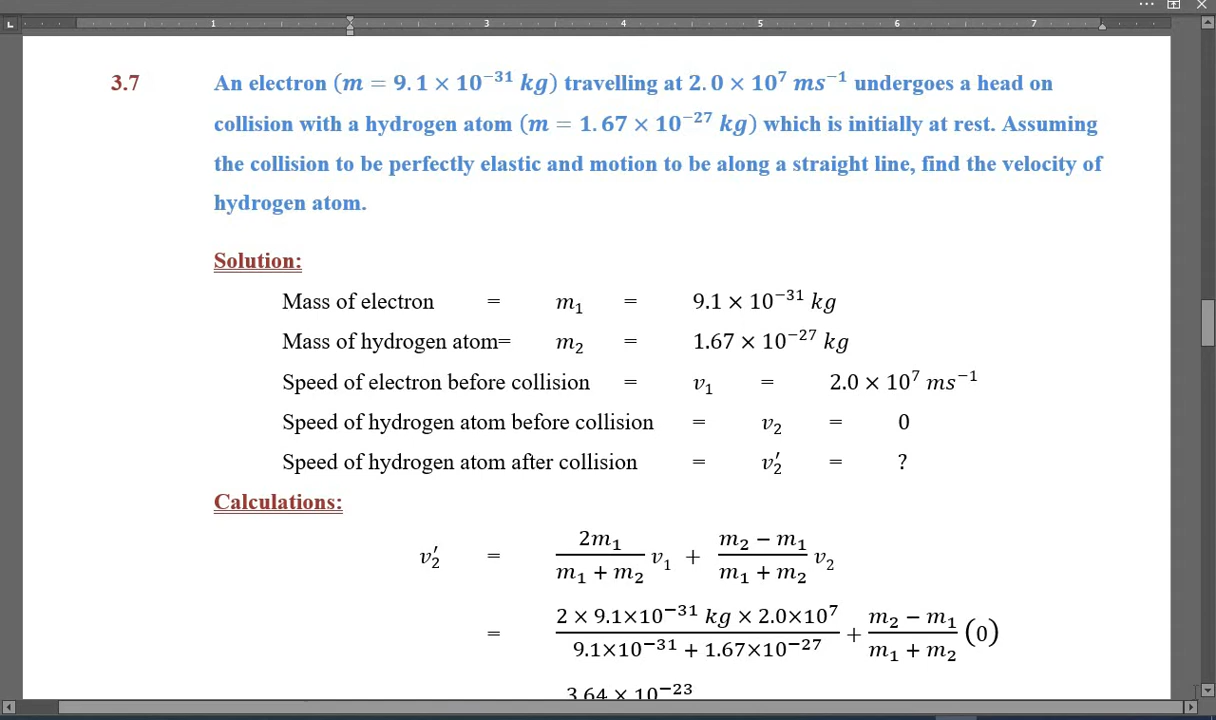 1 3 4 5 6 7
3.7 An electron (m = 9.1 × 10⁻³¹ kg) travelling at 2.0 × 10⁷ ms⁻¹ undergoes a head on
collision with a hydrogen atom (m = 1.67 × 10⁻²⁷ kg) which is initially at rest. Assuming
the collision to be perfectly elastic and motion to be along a straight line, find the velocity of
hydrogen atom.
Solution:
Mass of electron = m₁ = 9.1 × 10⁻³¹ kg
Mass of hydrogen atom= m₂ = 1.67 × 10⁻²⁷ kg
Speed of electron before collision = v₁ = 2.0 × 10⁷ ms⁻¹
Speed of hydrogen atom before collision = v₂ = 0
Speed of hydrogen atom after collision = v₂′ = ?
Calculations:
v₂′ = 2m₁/(m₁ + m₂) v₁ + (m₂ − m₁)/(m₁ + m₂) v₂
= (2 × 9.1×10⁻³¹ kg × 2.0×10⁷)/(9.1×10⁻³¹ + 1.67×10⁻²⁷) + (m₂ − m₁)/(m₁ + m₂) (0)
3.64 × 10⁻²³